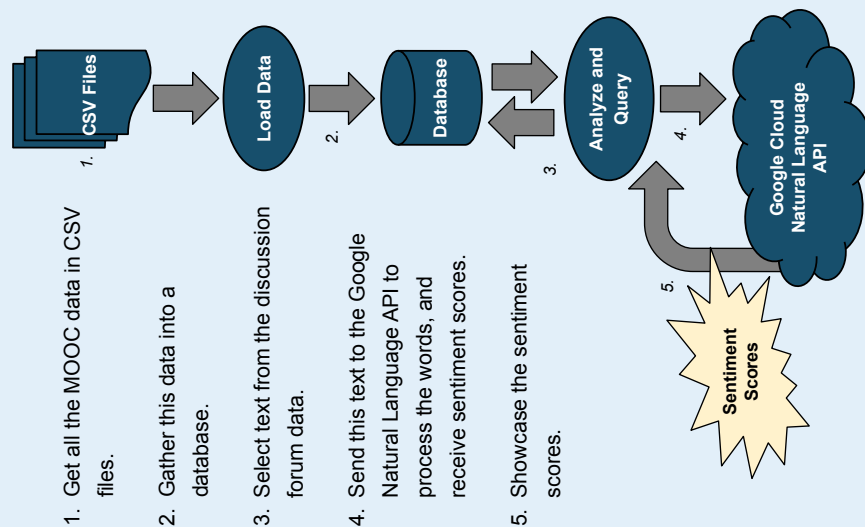 1. Get all the MOOC data in CSV
files.
2. Gather this data into a
database.
3. Select text from the discussion
forum data.
4. Send this text to the Google
Natural Language API to
process the words, and
receive sentiment scores.
5. Showcase the sentiment
scores.
1.
CSV Files
Load Data
2.
Database
3.
Analyze and
Query
4.
Google Cloud
Natural Language
API
5.
Sentiment
Scores